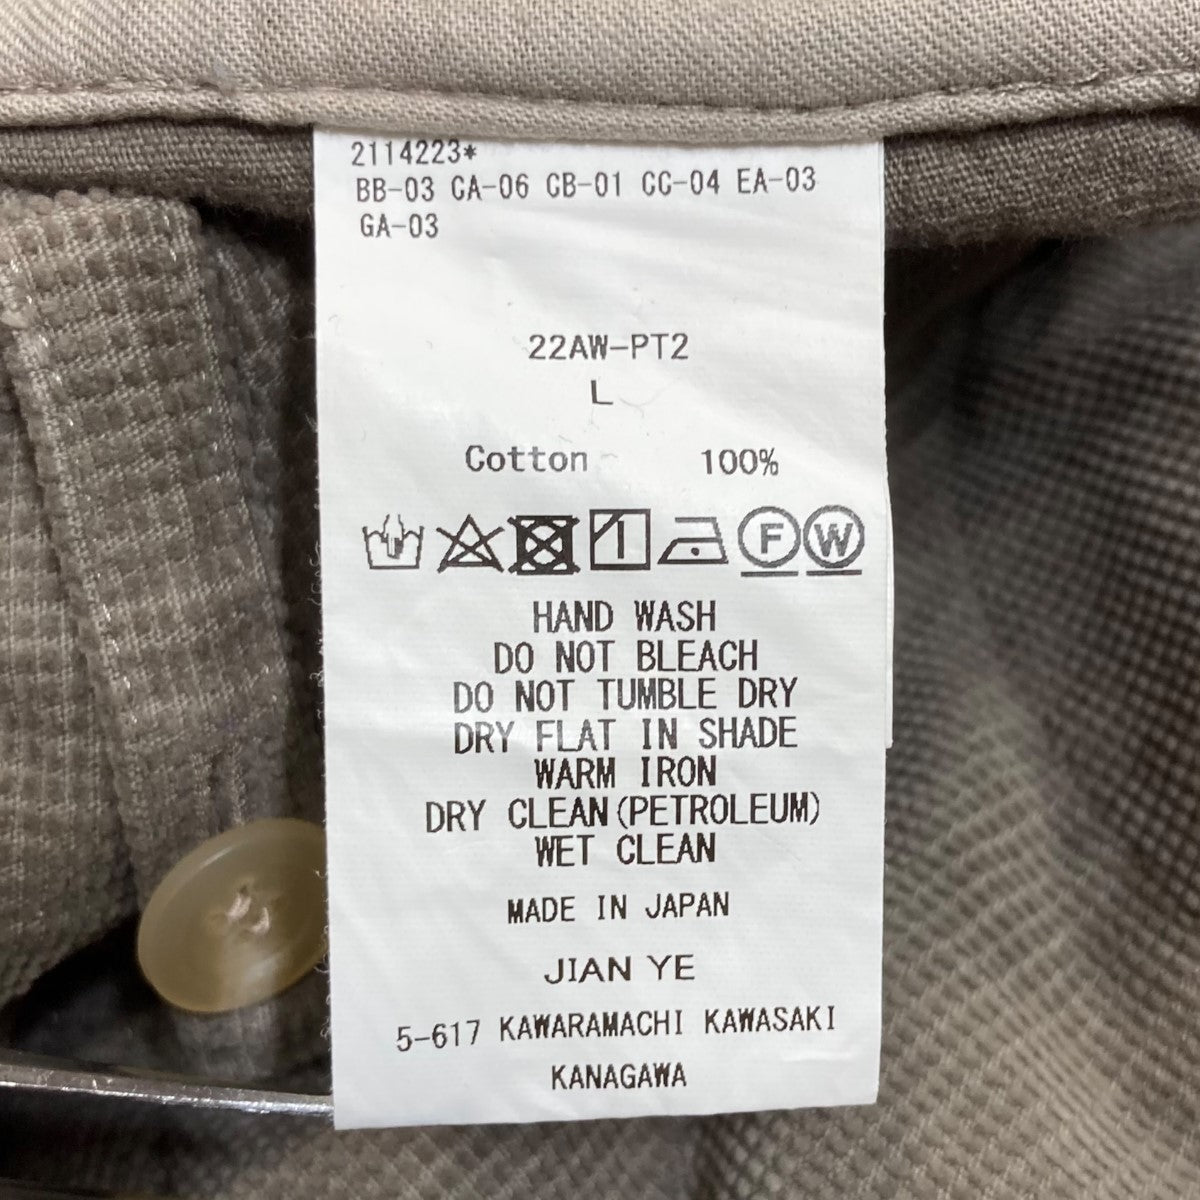 2114223*
BB-03 CA-06 CB-01 CC-04 EA-03
GA-03
22AW-PT2
L
Cotton 100%
F W
HAND WASH
DO NOT BLEACH
DO NOT TUMBLE DRY
DRY FLAT IN SHADE
WARM IRON
DRY CLEAN(PETROLEUM)
WET CLEAN
MADE IN JAPAN
JIAN YE
5-617 KAWARAMACHI KAWASAKI
KANAGAWA